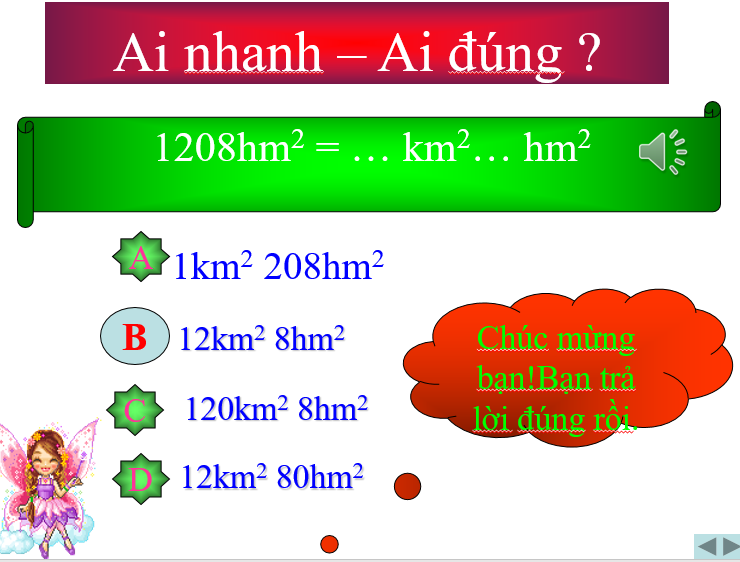 Ai nhanh – Ai đúng ?
1208hm² = … km²… hm²
A 1km² 208hm²
B 12km² 8hm²
C 120km² 8hm²
D 12km² 80hm²
Chúc mừng
bạn!Bạn trả
lời đúng rồi.